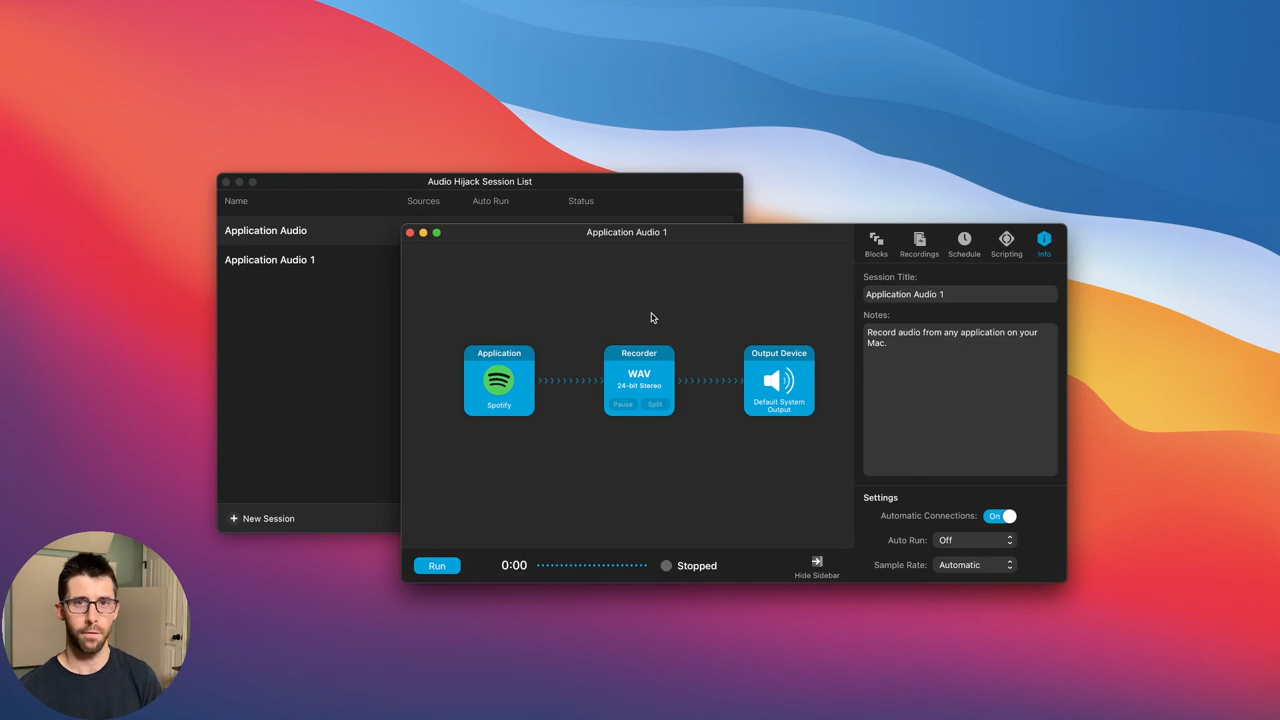 Audio Hijack Session List
Name Sources Auto Run Status
Application Audio
Application Audio 1
New Session
Application Audio 1
Application
Spotify
Recorder
WAV
24-bit Stereo
Pause Split
Output Device
Default System
Output
Run 0:00 Stopped
Hide Sidebar
Blocks Recordings Schedule Scripting Info
Session Title:
Application Audio 1
Notes:
Record audio from any application on your
Mac.
Settings
Automatic Connections: On
Auto Run: Off
Sample Rate: Automatic